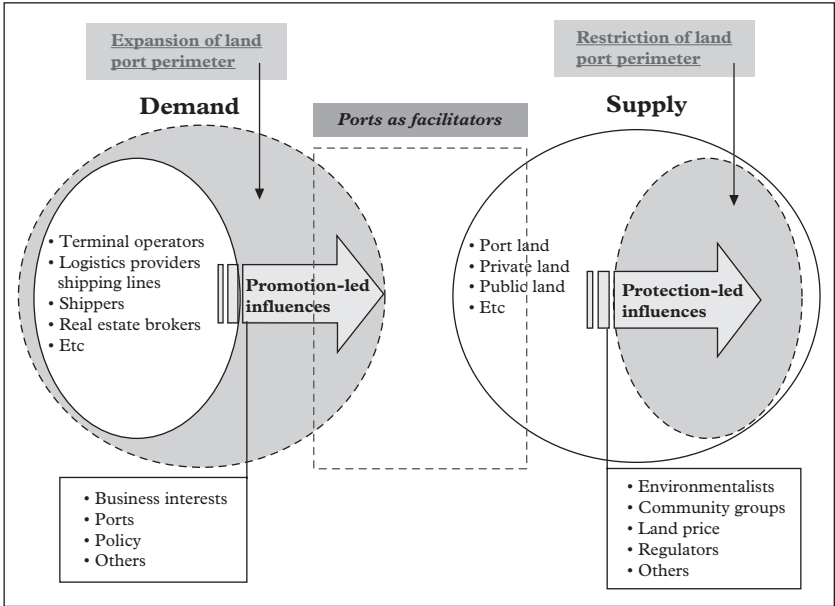 Expansion of land
port perimeter
Restriction of land
port perimeter
Demand
Ports as facilitators
Supply
• Terminal operators
• Logistics providers
shipping lines
• Shippers
• Real estate brokers
• Etc
Promotion-led
influences
• Port land
• Private land
• Public land
• Etc
Protection-led
influences
• Business interests
• Ports
• Policy
• Others
• Environmentalists
• Community groups
• Land price
• Regulators
• Others